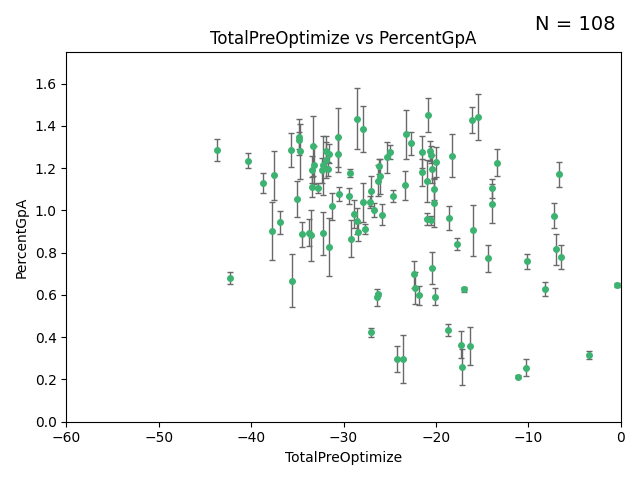 N = 108
TotalPreOptimize vs PercentGpA
PercentGpA
1.6
1.4
1.2
1.0
0.8
0.6
0.4
0.2
0.0
−60 −50 −40 −30 −20 −10 0
TotalPreOptimize